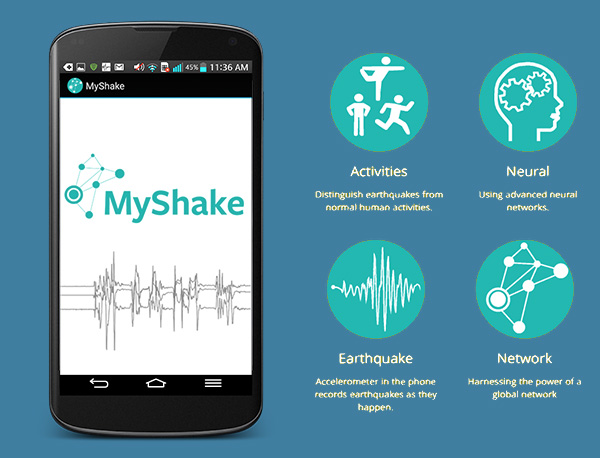 45% 11:36 AM
MyShake
MyShake
Activities
Distinguish earthquakes from
normal human activities.
Neural
Using advanced neural
networks.
Earthquake
Accelerometer in the phone
records earthquakes as they
happen.
Network
Harnessing the power of a
global network